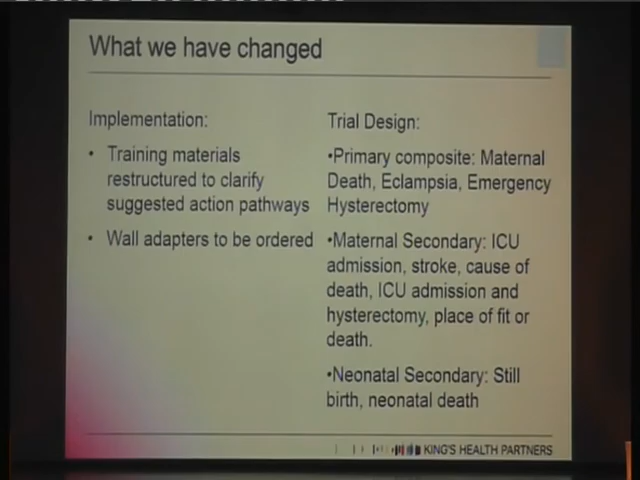 What we have changed
Implementation:
• Training materials
restructured to clarify
suggested action pathways
• Wall adapters to be ordered
Trial Design:
•Primary composite: Maternal
Death, Eclampsia, Emergency
Hysterectomy
•Maternal Secondary: ICU
admission, stroke, cause of
death, ICU admission and
hysterectomy, place of fit or
death.
•Neonatal Secondary: Still
birth, neonatal death
KING'S HEALTH PARTNERS